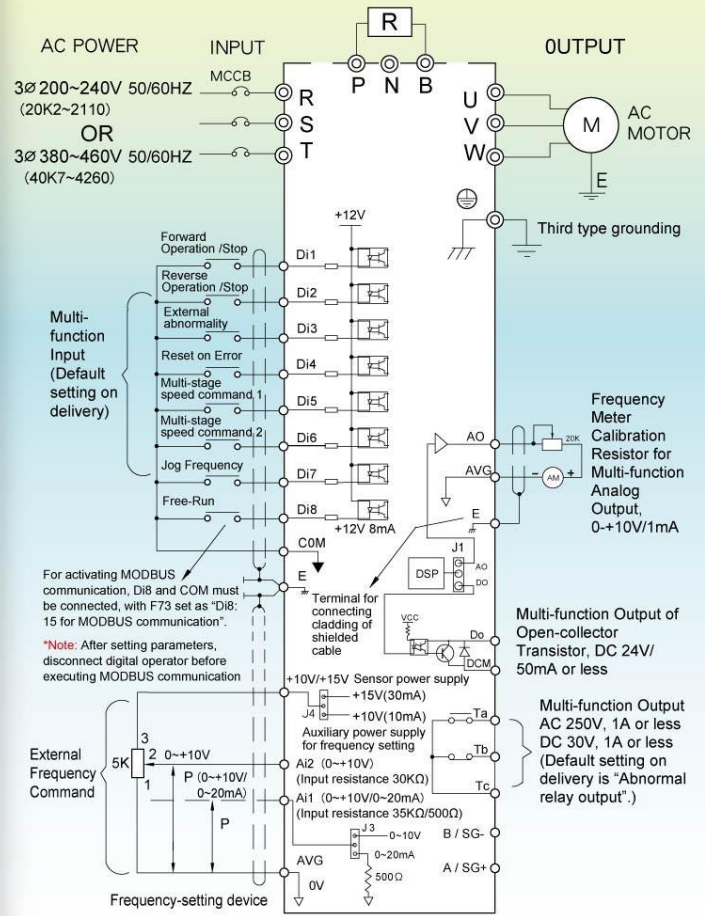 R
AC POWER
INPUT
0UTPUT
P N B
MCCB
3Ø 200~240V 50/60HZ
(20K2~2110)
OR
3Ø 380~460V 50/60HZ
(40K7~4260)
R
S
T
U
V
W
M
AC
MOTOR
E
Third type grounding
+12V
Forward
Operation /Stop
Di1
Reverse
Operation /Stop
Di2
External
abnormality
Di3
Reset on Error
Di4
Multi-stage
speed command 1
Di5
Multi-stage
speed command 2
Di6
Jog Frequency
Di7
Free-Run
Di8
+12V 8mA
COM
E
Multi-
function
Input
(Default
setting on
delivery)
AO
20K
AVG
- AM +
E
Frequency
Meter
Calibration
Resistor for
Multi-function
Analog
Output,
0-+10V/1mA
J1
DSP
AO
DO
For activating MODBUS
communication, Di8 and COM must
be connected, with F73 set as “Di8:
15 for MODBUS communication”.
*Note: After setting parameters,
disconnect digital operator before
executing MODBUS communication
Terminal for
connecting
cladding of
shielded
cable
VCC
Do
DCM
Multi-function Output of
Open-collector
Transistor, DC 24V/
50mA or less
+10V/+15V Sensor power supply
+15V(30mA)
J4
+10V(10mA)
Auxiliary power supply
for frequency setting
Ta
Tb
Tc
Multi-function Output
AC 250V, 1A or less
DC 30V, 1A or less
(Default setting on
delivery is “Abnormal
relay output”.)
External
Frequency
Command
3
5K
2
1
0~+10V
P (0~+10V/
0~20mA)
P
Ai2 (0~+10V)
(Input resistance 30KΩ)
Ai1 (0~+10V/0~20mA)
(Input resistance 35KΩ/500Ω)
J3
0~10V
0~20mA
500Ω
AVG
0V
B / SG-
A / SG+
Frequency-setting device